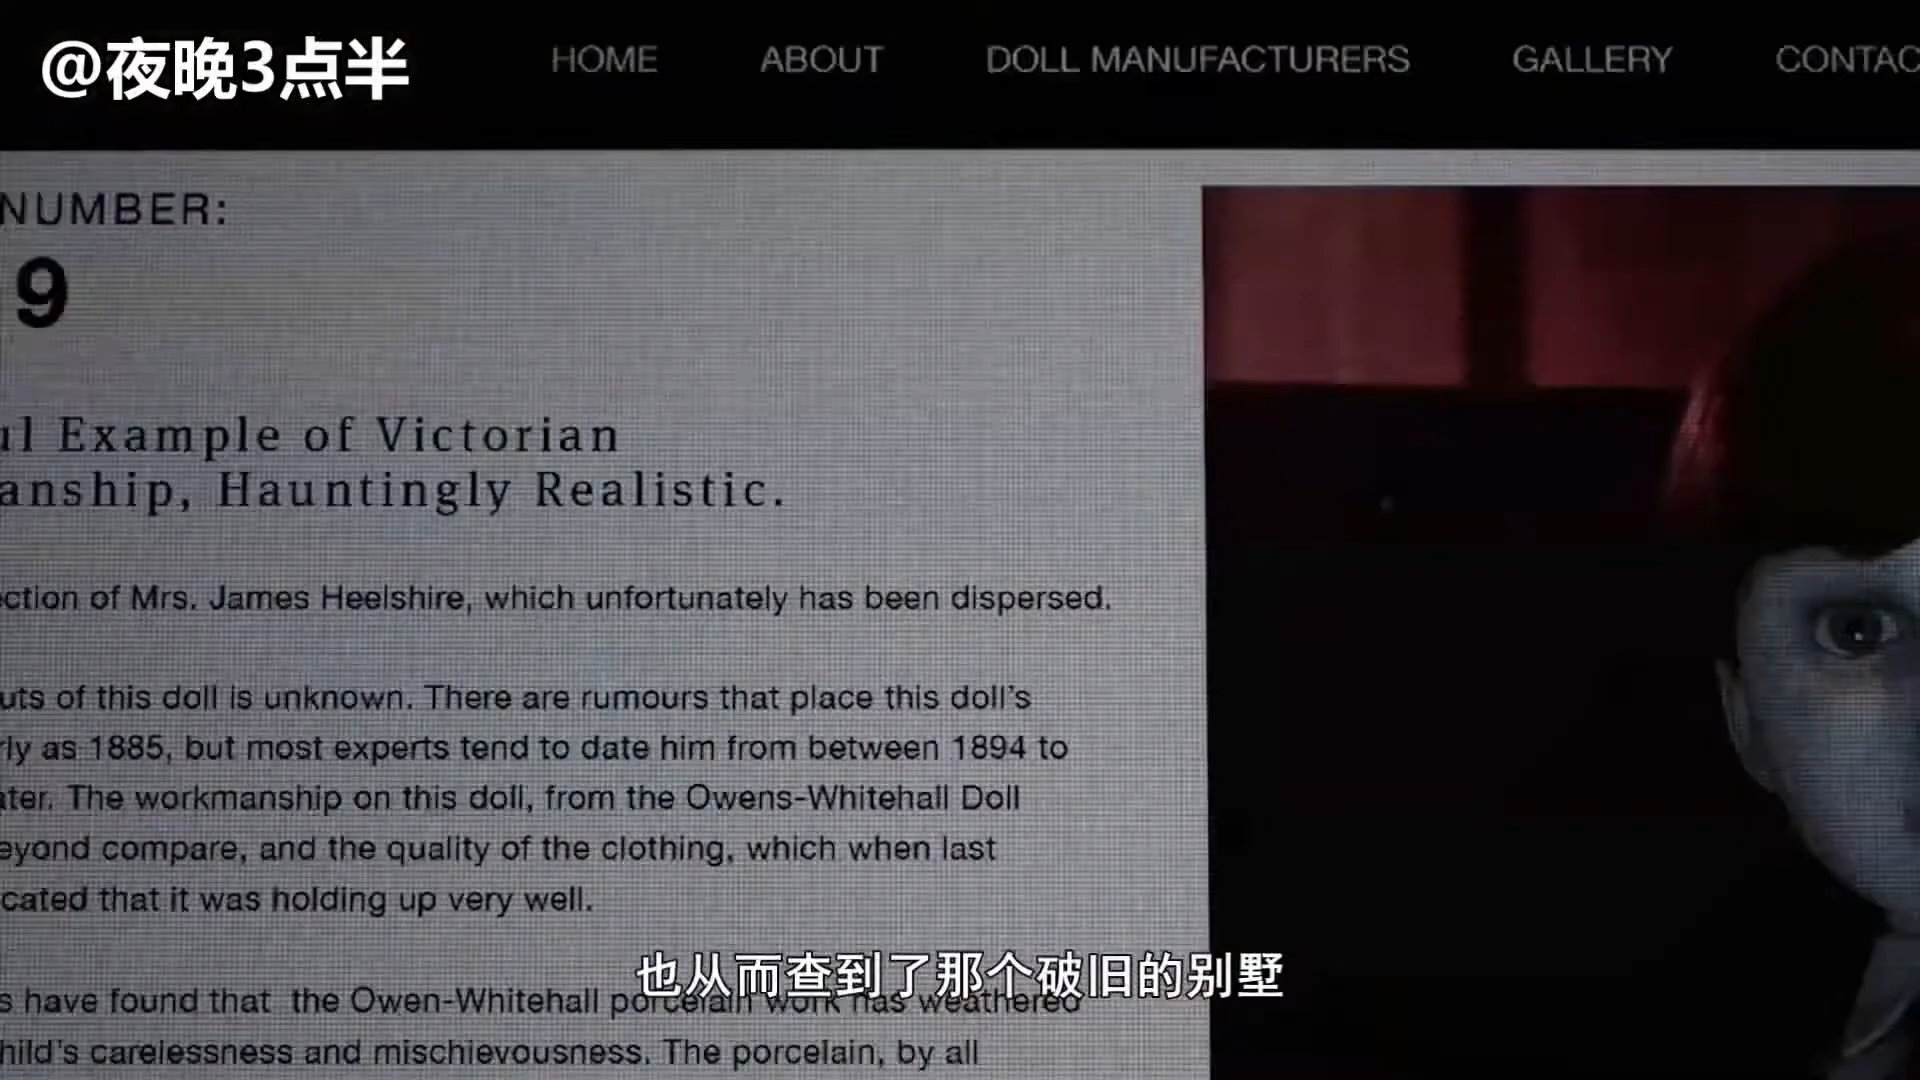 @夜晚3点半
HOME ABOUT DOLL MANUFACTURERS GALLERY CONTAC
NUMBER:
9
ul Example of Victorian
anship, Hauntingly Realistic.
ction of Mrs. James Heelshire, which unfortunately has been dispersed.
uts of this doll is unknown. There are rumours that place this doll's
rly as 1885, but most experts tend to date him from between 1894 to
ater. The workmanship on this doll, from the Owens-Whitehall Doll
eyond compare, and the quality of the clothing, which when last
cated that it was holding up very well.
也从而查到了那个破旧的别墅
s have found that the Owen-Whitehall porcelain work has weathered
hild's carelessness and mischievousness. The porcelain, by all